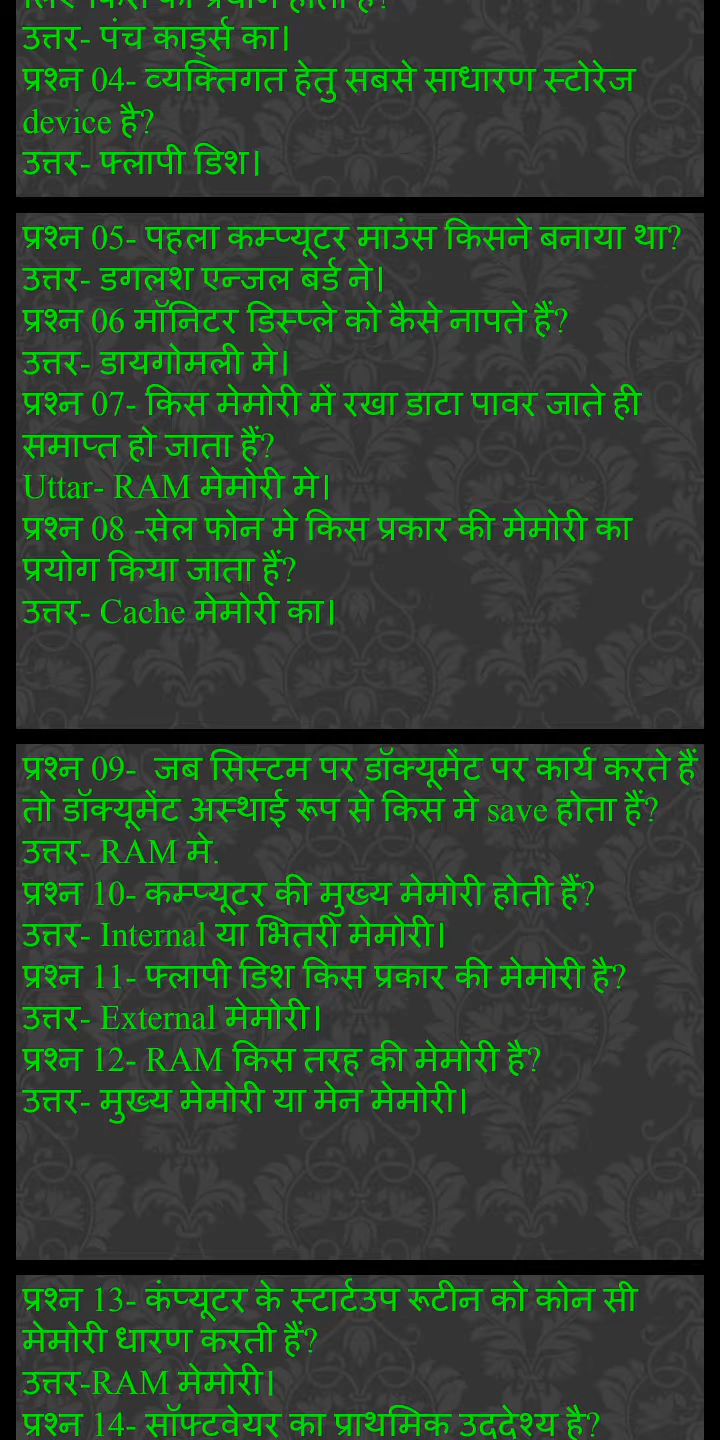 लिए किस का प्रयोग होता है?
उत्तर- पंच कार्ड्स का|
प्रश्न 04- व्यक्तिगत हेतु सबसे साधारण स्टोरेज
device है?
उत्तर- फ्लापी डिश|
प्रश्न 05- पहला कम्प्यूटर माउंस किसने बनाया था?
उत्तर- डगलश एन्जल बर्ड ने|
प्रश्न 06 मॉनिटर डिस्प्ले को कैसे नापते हैं?
उत्तर- डायगोमली मे|
प्रश्न 07- किस मेमोरी में रखा डाटा पावर जाते ही
समाप्त हो जाता हैं?
Uttar- RAM मेमोरी मे|
प्रश्न 08 -सेल फोन मे किस प्रकार की मेमोरी का
प्रयोग किया जाता हैं?
उत्तर- Cache मेमोरी का|
प्रश्न 09-  जब सिस्टम पर डॉक्यूमेंट पर कार्य करते हैं
तो डॉक्यूमेंट अस्थाई रूप से किस मे save होता हैं?
उत्तर- RAM मे.
प्रश्न 10- कम्प्यूटर की मुख्य मेमोरी होती हैं?
उत्तर- Internal या भितरी मेमोरी|
प्रश्न 11- फ्लापी डिश किस प्रकार की मेमोरी है?
उत्तर- External मेमोरी|
प्रश्न 12- RAM किस तरह की मेमोरी है?
उत्तर- मुख्य मेमोरी या मेन मेमोरी|
प्रश्न 13- कंप्यूटर के स्टार्टउप रूटीन को कोन सी
मेमोरी धारण करती हैं?
उत्तर-RAM मेमोरी|
प्रश्न 14- सॉफ्टवेयर का प्राथमिक उददेश्य है?